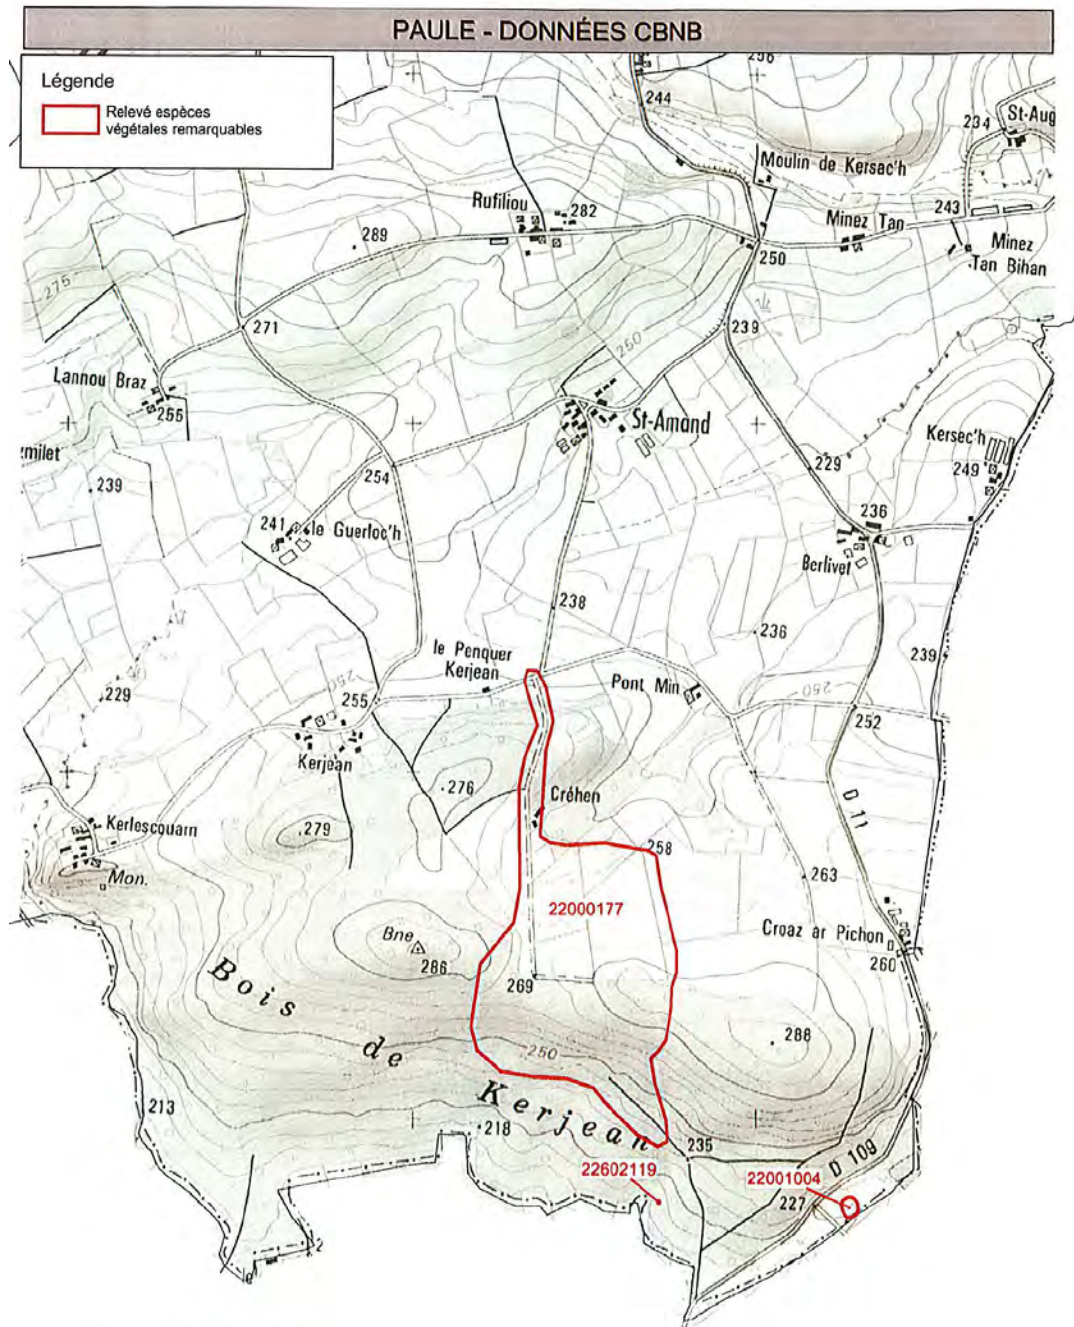 PAULE - DONNÉES CBNB
Légende
Relevé espèces
végétales remarquables
244
234
St-Aug
Moulin de Kersac'h
Rufiliou
282
289
Minez Tan
243
Minez
Tan Bihan
250
275
271
239
250
Lannou Braz
255
St-Amand
Kersec'h
249
milet
239
254
229
236
241
le Guerloc'h
Berlivet
238
236
le Penquer
Kerjean
239
229
250
255
Pont Min
250
252
Kerjean
276
Créhen
D 11
Kerlescouarn
279
258
263
Mon.
22000177
Bne
286
Croaz ar Pichon
260
269
Bois
de
Kerjean
250
288
213
218
235
D 109
22602119
22001004
227